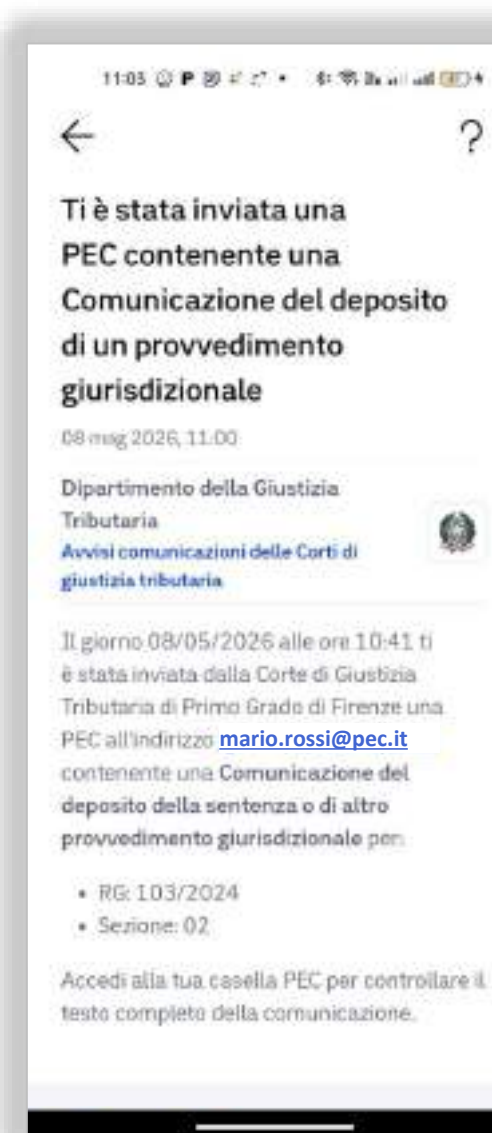 11:03
?
Ti è stata inviata una
PEC contenente una
Comunicazione del deposito
di un provvedimento
giurisdizionale
08 mag 2026, 11:00
Dipartimento della Giustizia
Tributaria
Avvisi comunicazioni delle Corti di
giustizia tributaria
Il giorno 08/05/2026 alle ore 10:41 ti
è stata inviata dalla Corte di Giustizia
Tributaria di Primo Grado di Firenze una
PEC all'indirizzo mario.rossi@pec.it
contenente una Comunicazione del
deposito della sentenza o di altro
provvedimento giurisdizionale per:
• RG: 103/2024
• Sezione: 02
Accedi alla tua casella PEC per controllare il
testo completo della comunicazione.